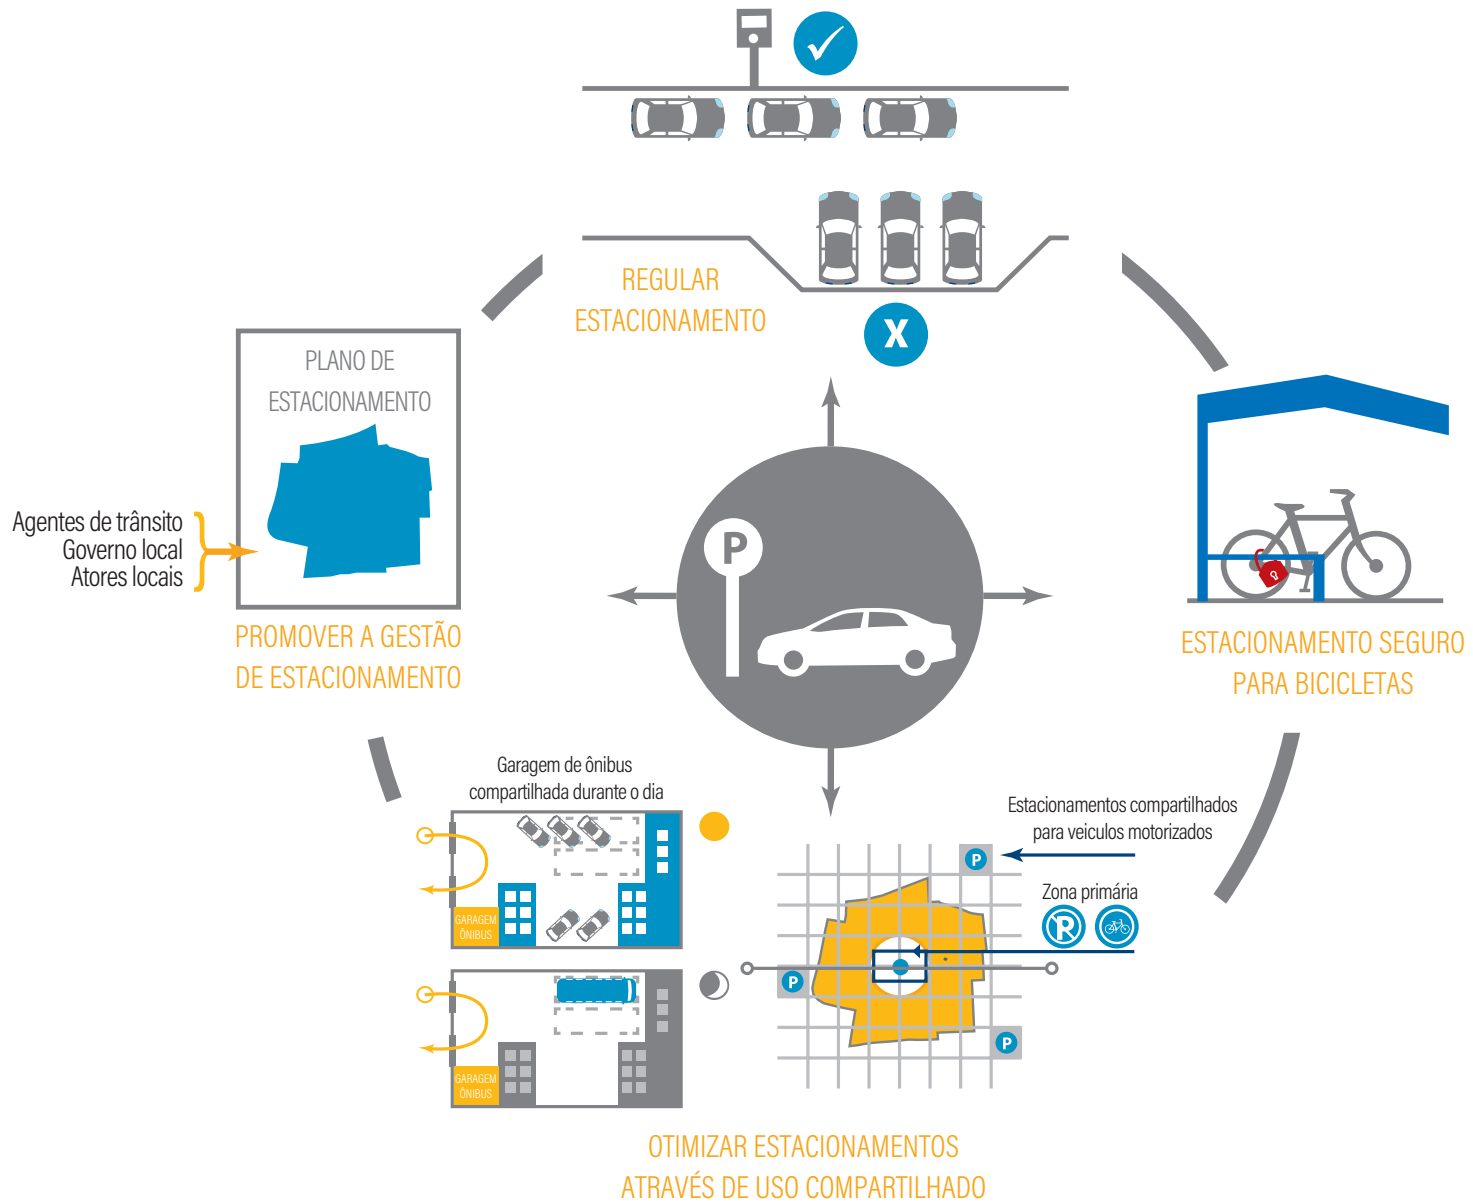 X
REGULAR
ESTACIONAMENTO
PLANO DE
ESTACIONAMENTO
Agentes de trânsito
Governo local
Atores locais
PROMOVER A GESTÃO
DE ESTACIONAMENTO
P
ESTACIONAMENTO SEGURO
PARA BICICLETAS
Garagem de ônibus
compartilhada durante o dia
GARAGEM
ÔNIBUS
GARAGEM
ÔNIBUS
Estacionamentos compartilhados
para veiculos motorizados
P
Zona primária
P
P
P
OTIMIZAR ESTACIONAMENTOS
ATRAVÉS DE USO COMPARTILHADO